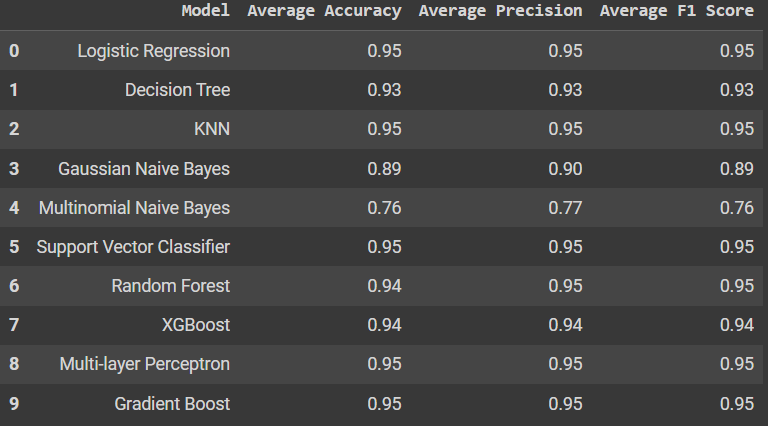 Model Average Accuracy Average Precision Average F1 Score
0 Logistic Regression 0.95 0.95 0.95
1 Decision Tree 0.93 0.93 0.93
2 KNN 0.95 0.95 0.95
3 Gaussian Naive Bayes 0.89 0.90 0.89
4 Multinomial Naive Bayes 0.76 0.77 0.76
5 Support Vector Classifier 0.95 0.95 0.95
6 Random Forest 0.94 0.95 0.95
7 XGBoost 0.94 0.94 0.94
8 Multi-layer Perceptron 0.95 0.95 0.95
9 Gradient Boost 0.95 0.95 0.95